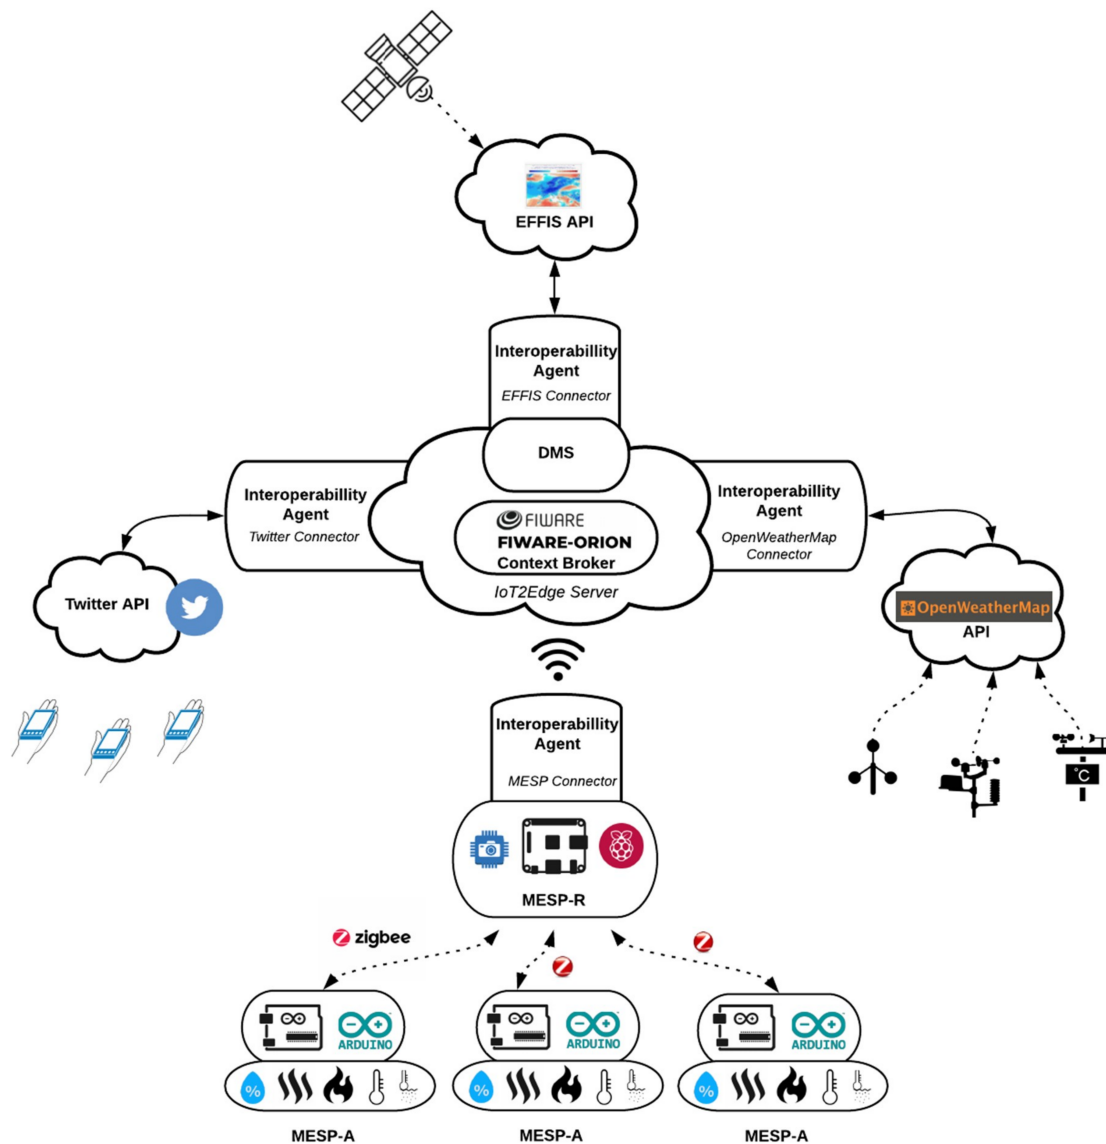 EFFIS API
Interoperabillity
Agent
EFFIS Connector
DMS
Interoperabillity
Agent
Twitter Connector
FIWARE
FIWARE-ORION
Context Broker
IoT2Edge Server
Interoperabillity
Agent
OpenWeatherMap
Connector
Twitter API
OpenWeatherMap
API
Interoperabillity
Agent
MESP Connector
°C
MESP-R
zigbee
ARDUINO
ARDUINO
ARDUINO
%
%
%
MESP-A
MESP-A
MESP-A